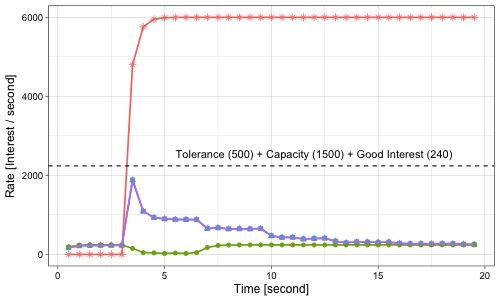 6000
4000
2000
0
Rate [Interest / second]
Tolerance (500) + Capacity (1500) + Good Interest (240)
0 5 10 15 20
Time [second]